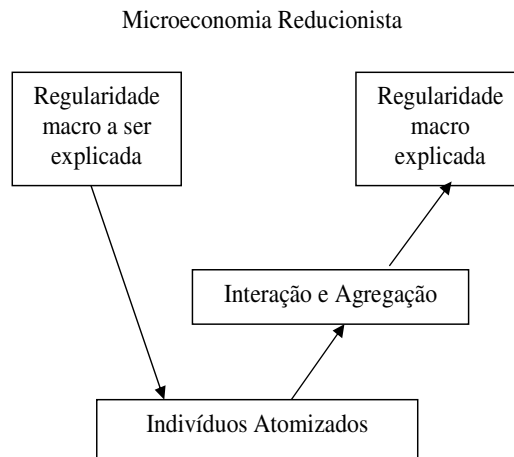 Microeconomia Reducionista
Regularidade
macro a ser
explicada
Regularidade
macro
explicada
Interação e Agregação
Indivíduos Atomizados